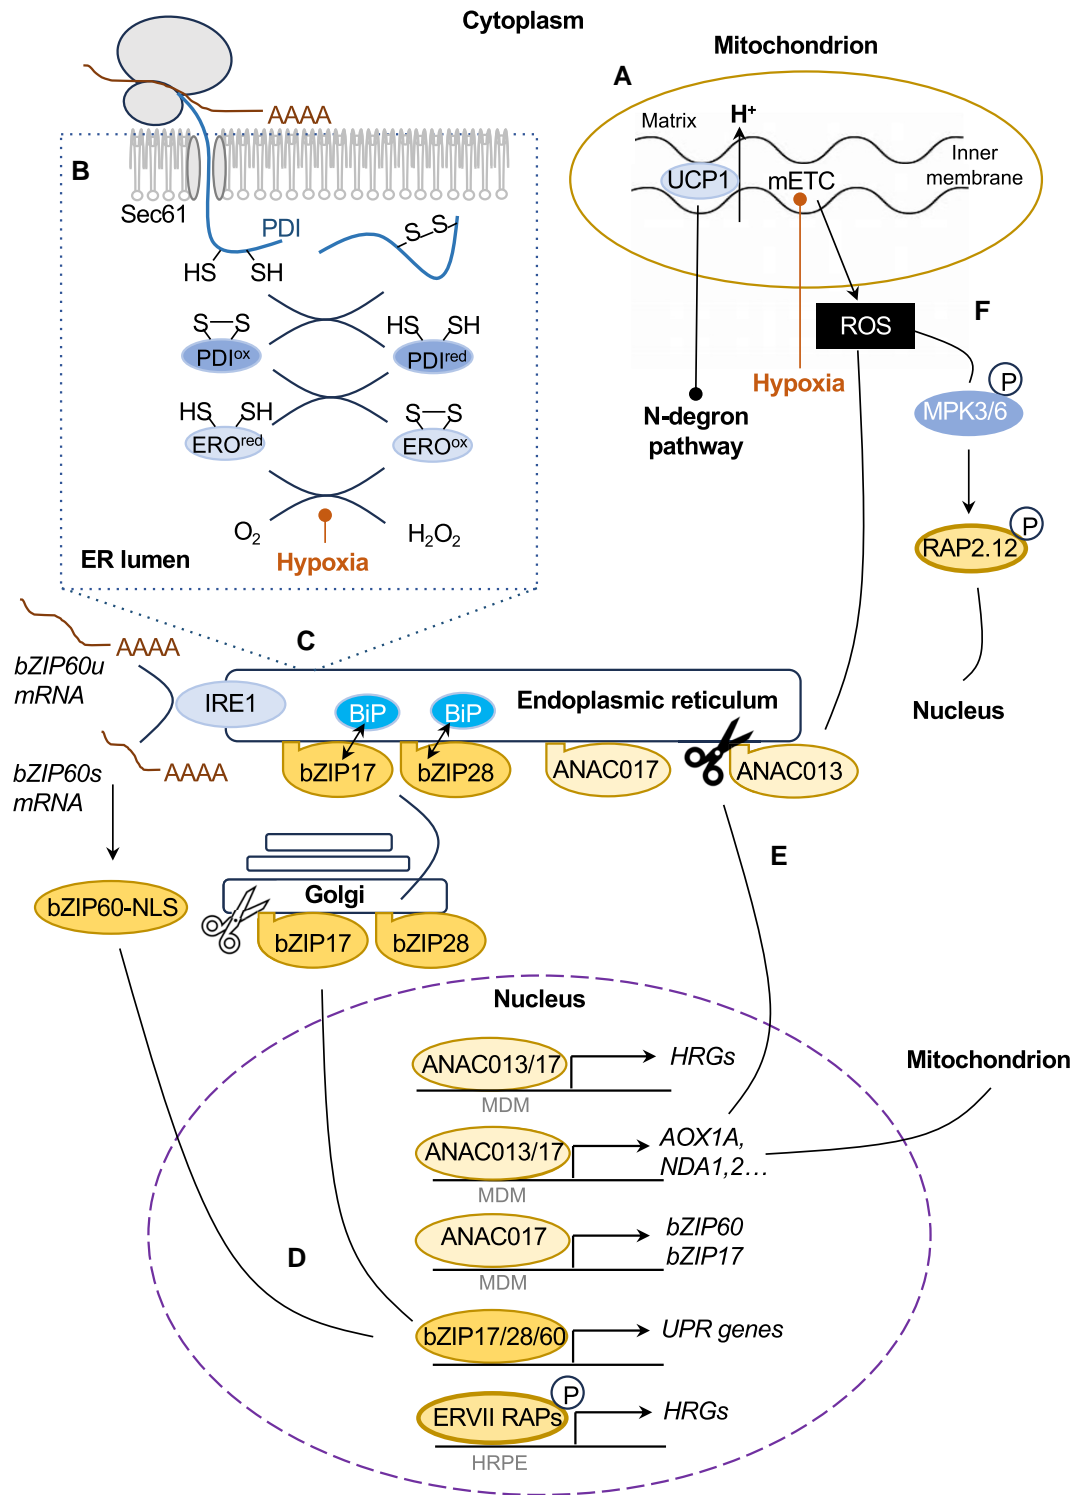 Cytoplasm
Mitochondrion
A
AAAA
Matrix
H+
B
UCP1
mETC
Inner
membrane
Sec61
PDI
S
S
HS
SH
ROS
F
S
S
PDIox
HS
SH
PDIred
Hypoxia
P
MPK3/6
N-degron
pathway
HS
SH
EROred
S
S
EROox
O2
H2O2
Hypoxia
P
RAP2.12
ER lumen
C
AAAA
bZIP60u
mRNA
IRE1
Endoplasmic reticulum
BiP
BiP
Nucleus
bZIP17
bZIP28
ANAC017
ANAC013
bZIP60s
mRNA
AAAA
E
Golgi
bZIP60-NLS
bZIP17
bZIP28
Nucleus
ANAC013/17
HRGs
MDM
Mitochondrion
ANAC013/17
AOX1A,
NDA1,2...
MDM
ANAC017
bZIP60
bZIP17
MDM
D
bZIP17/28/60
UPR genes
P
ERVII RAPs
HRGs
HRPE